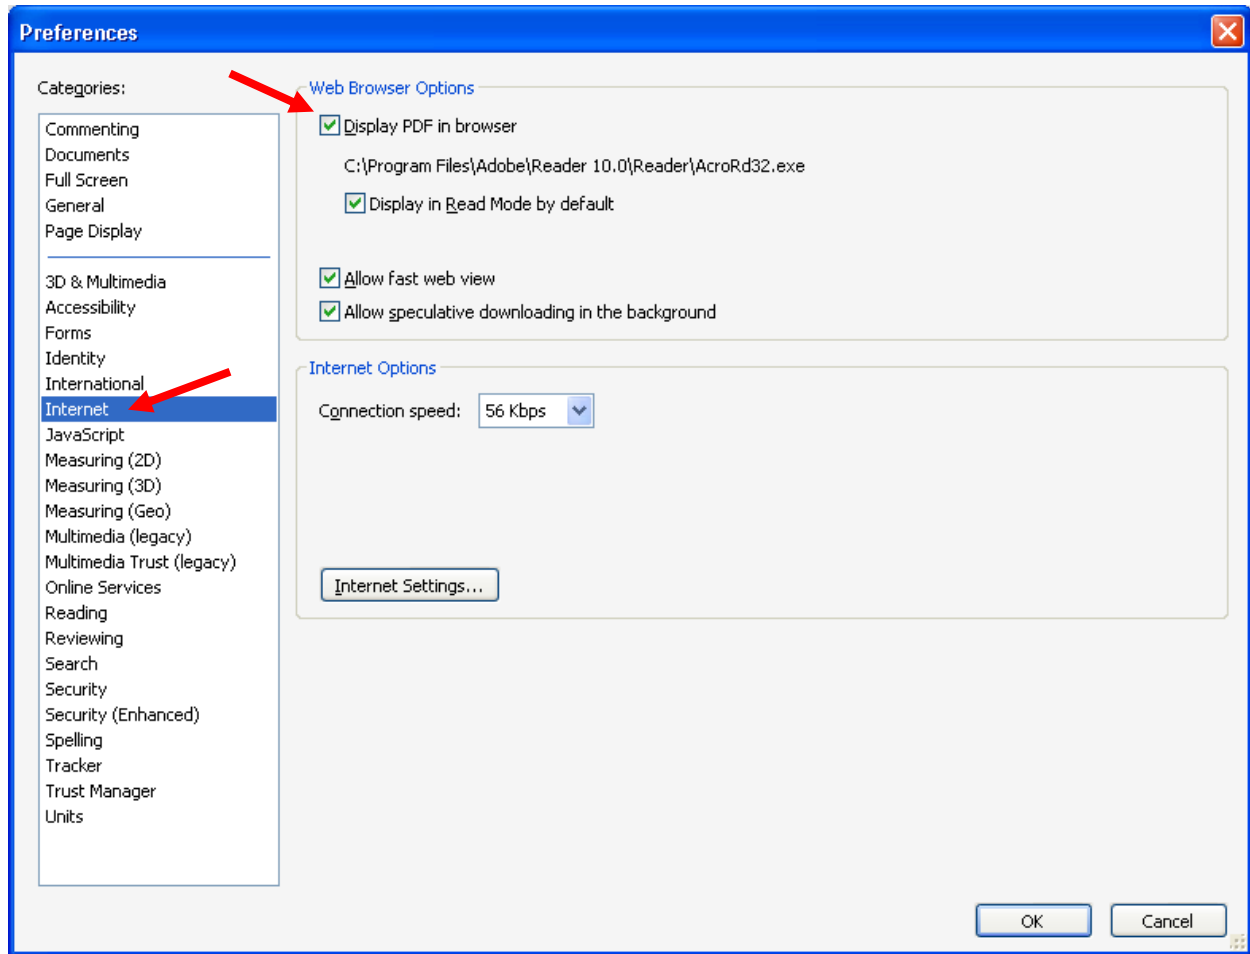 Preferences
Categories:
Commenting
Documents
Full Screen
General
Page Display
3D & Multimedia
Accessibility
Forms
Identity
International
Internet
JavaScript
Measuring (2D)
Measuring (3D)
Measuring (Geo)
Multimedia (legacy)
Multimedia Trust (legacy)
Online Services
Reading
Reviewing
Search
Security
Security (Enhanced)
Spelling
Tracker
Trust Manager
Units
Web Browser Options
Display PDF in browser
C:\Program Files\Adobe\Reader 10.0\Reader\AcroRd32.exe
Display in Read Mode by default
Allow fast web view
Allow speculative downloading in the background
Internet Options
Connection speed: 56 Kbps
Internet Settings...
OK Cancel